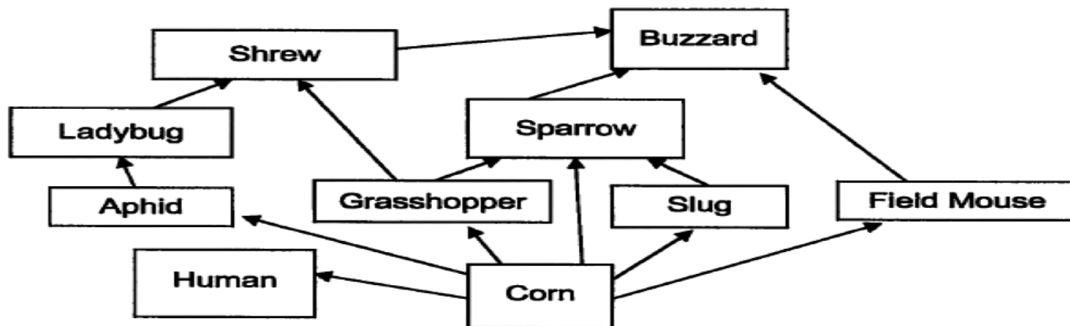 Buzzard
Shrew
Ladybug
Sparrow
Aphid
Grasshopper
Slug
Field Mouse
Human
Corn